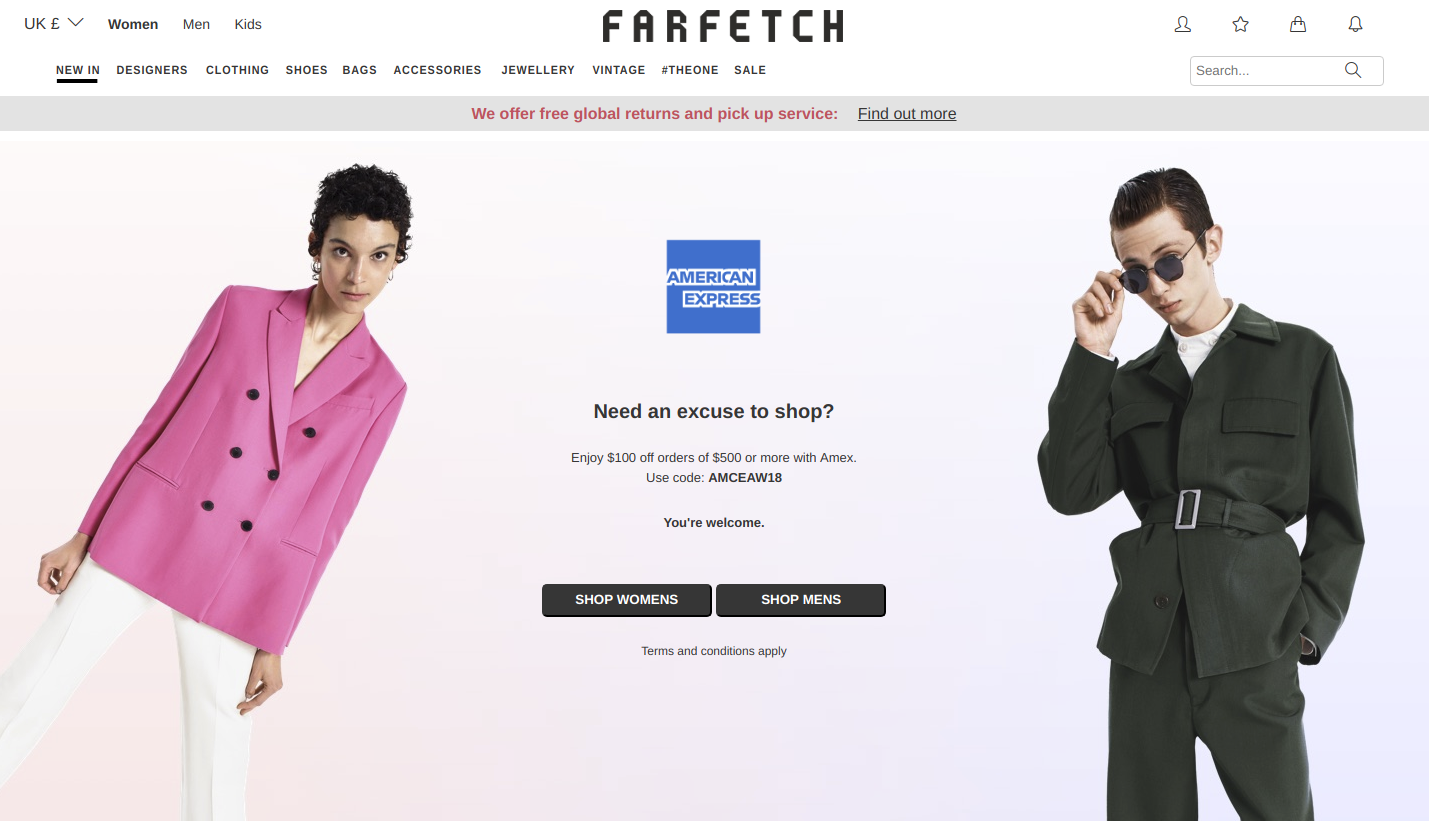 UK £ Women Men Kids
FARFETCH
NEW IN DESIGNERS CLOTHING SHOES BAGS ACCESSORIES JEWELLERY VINTAGE #THEONE SALE
Search...
We offer free global returns and pick up service: Find out more
AMERICAN
EXPRESS
Need an excuse to shop?
Enjoy $100 off orders of $500 or more with Amex.
Use code: AMCEAW18
You're welcome.
SHOP WOMENS SHOP MENS
Terms and conditions apply